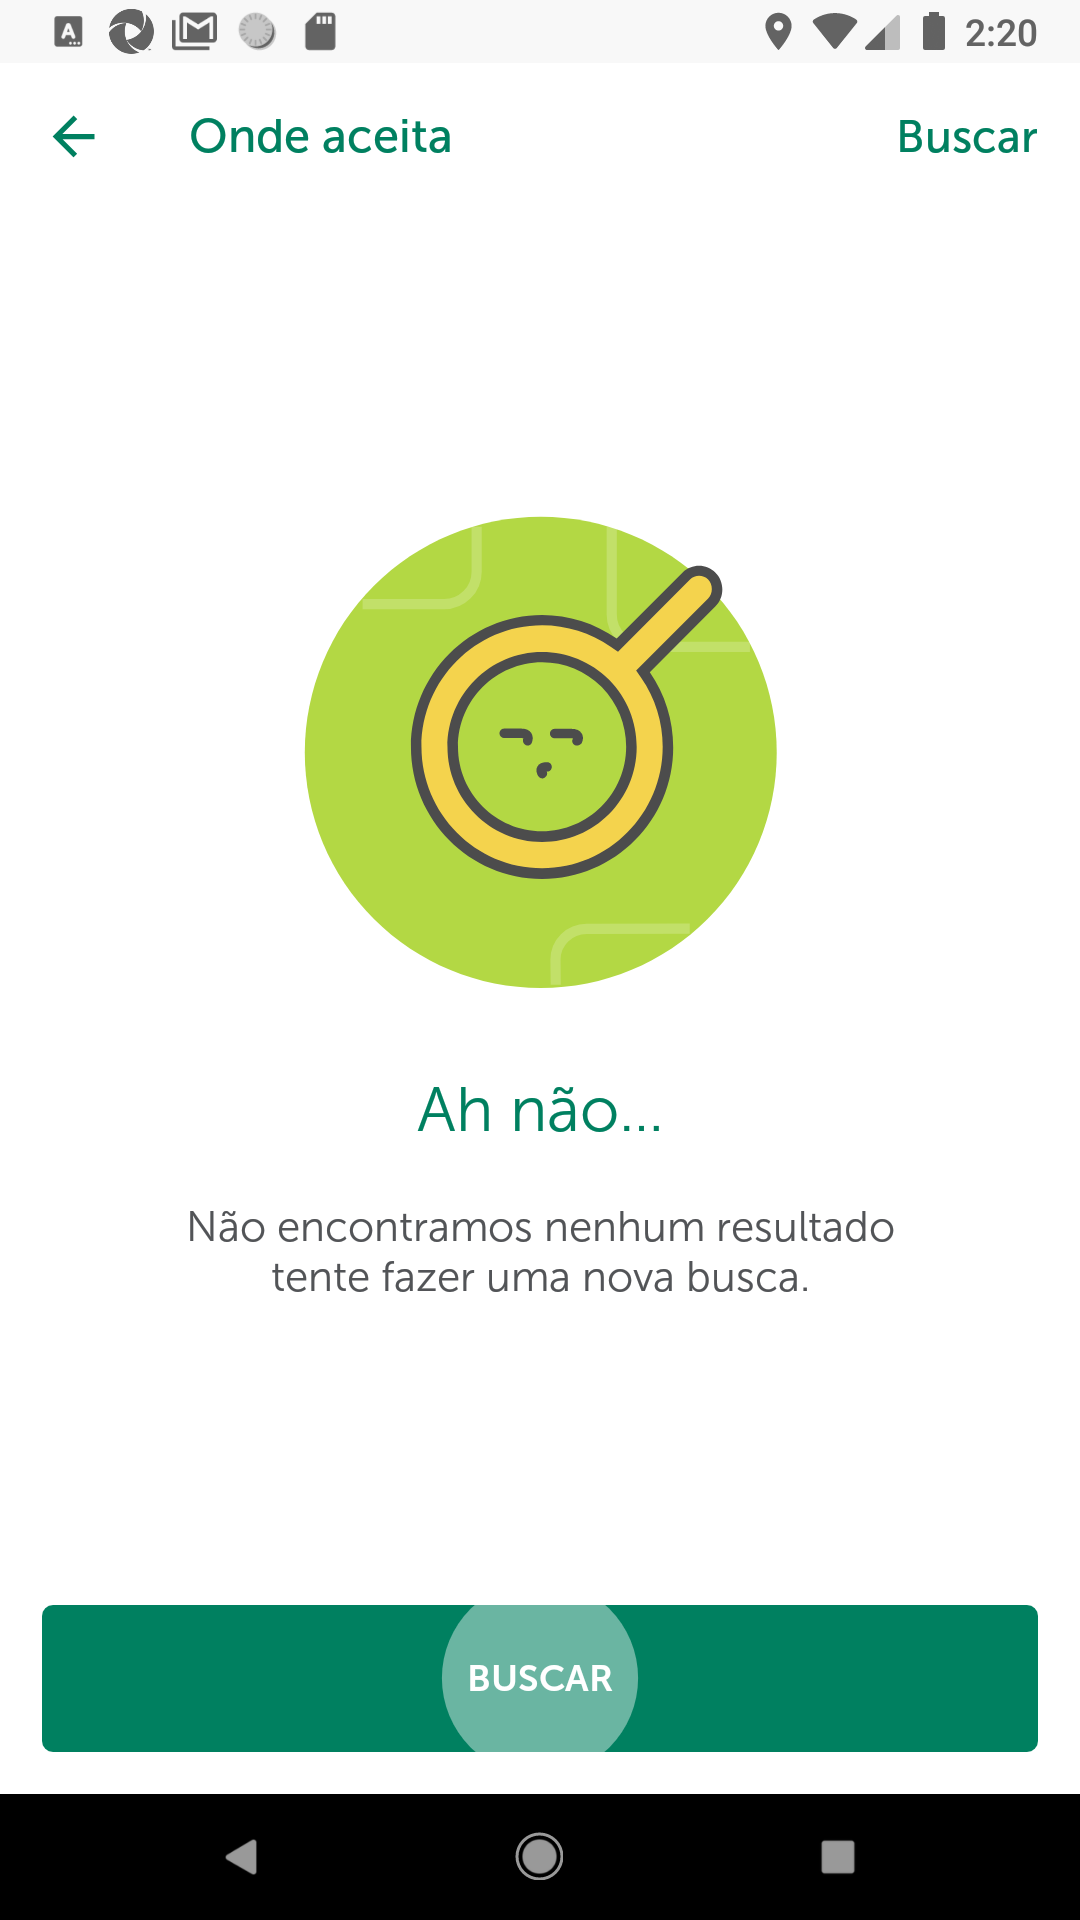 2:20
Onde aceita
Buscar
Ah não...
Não encontramos nenhum resultado
tente fazer uma nova busca.
BUSCAR